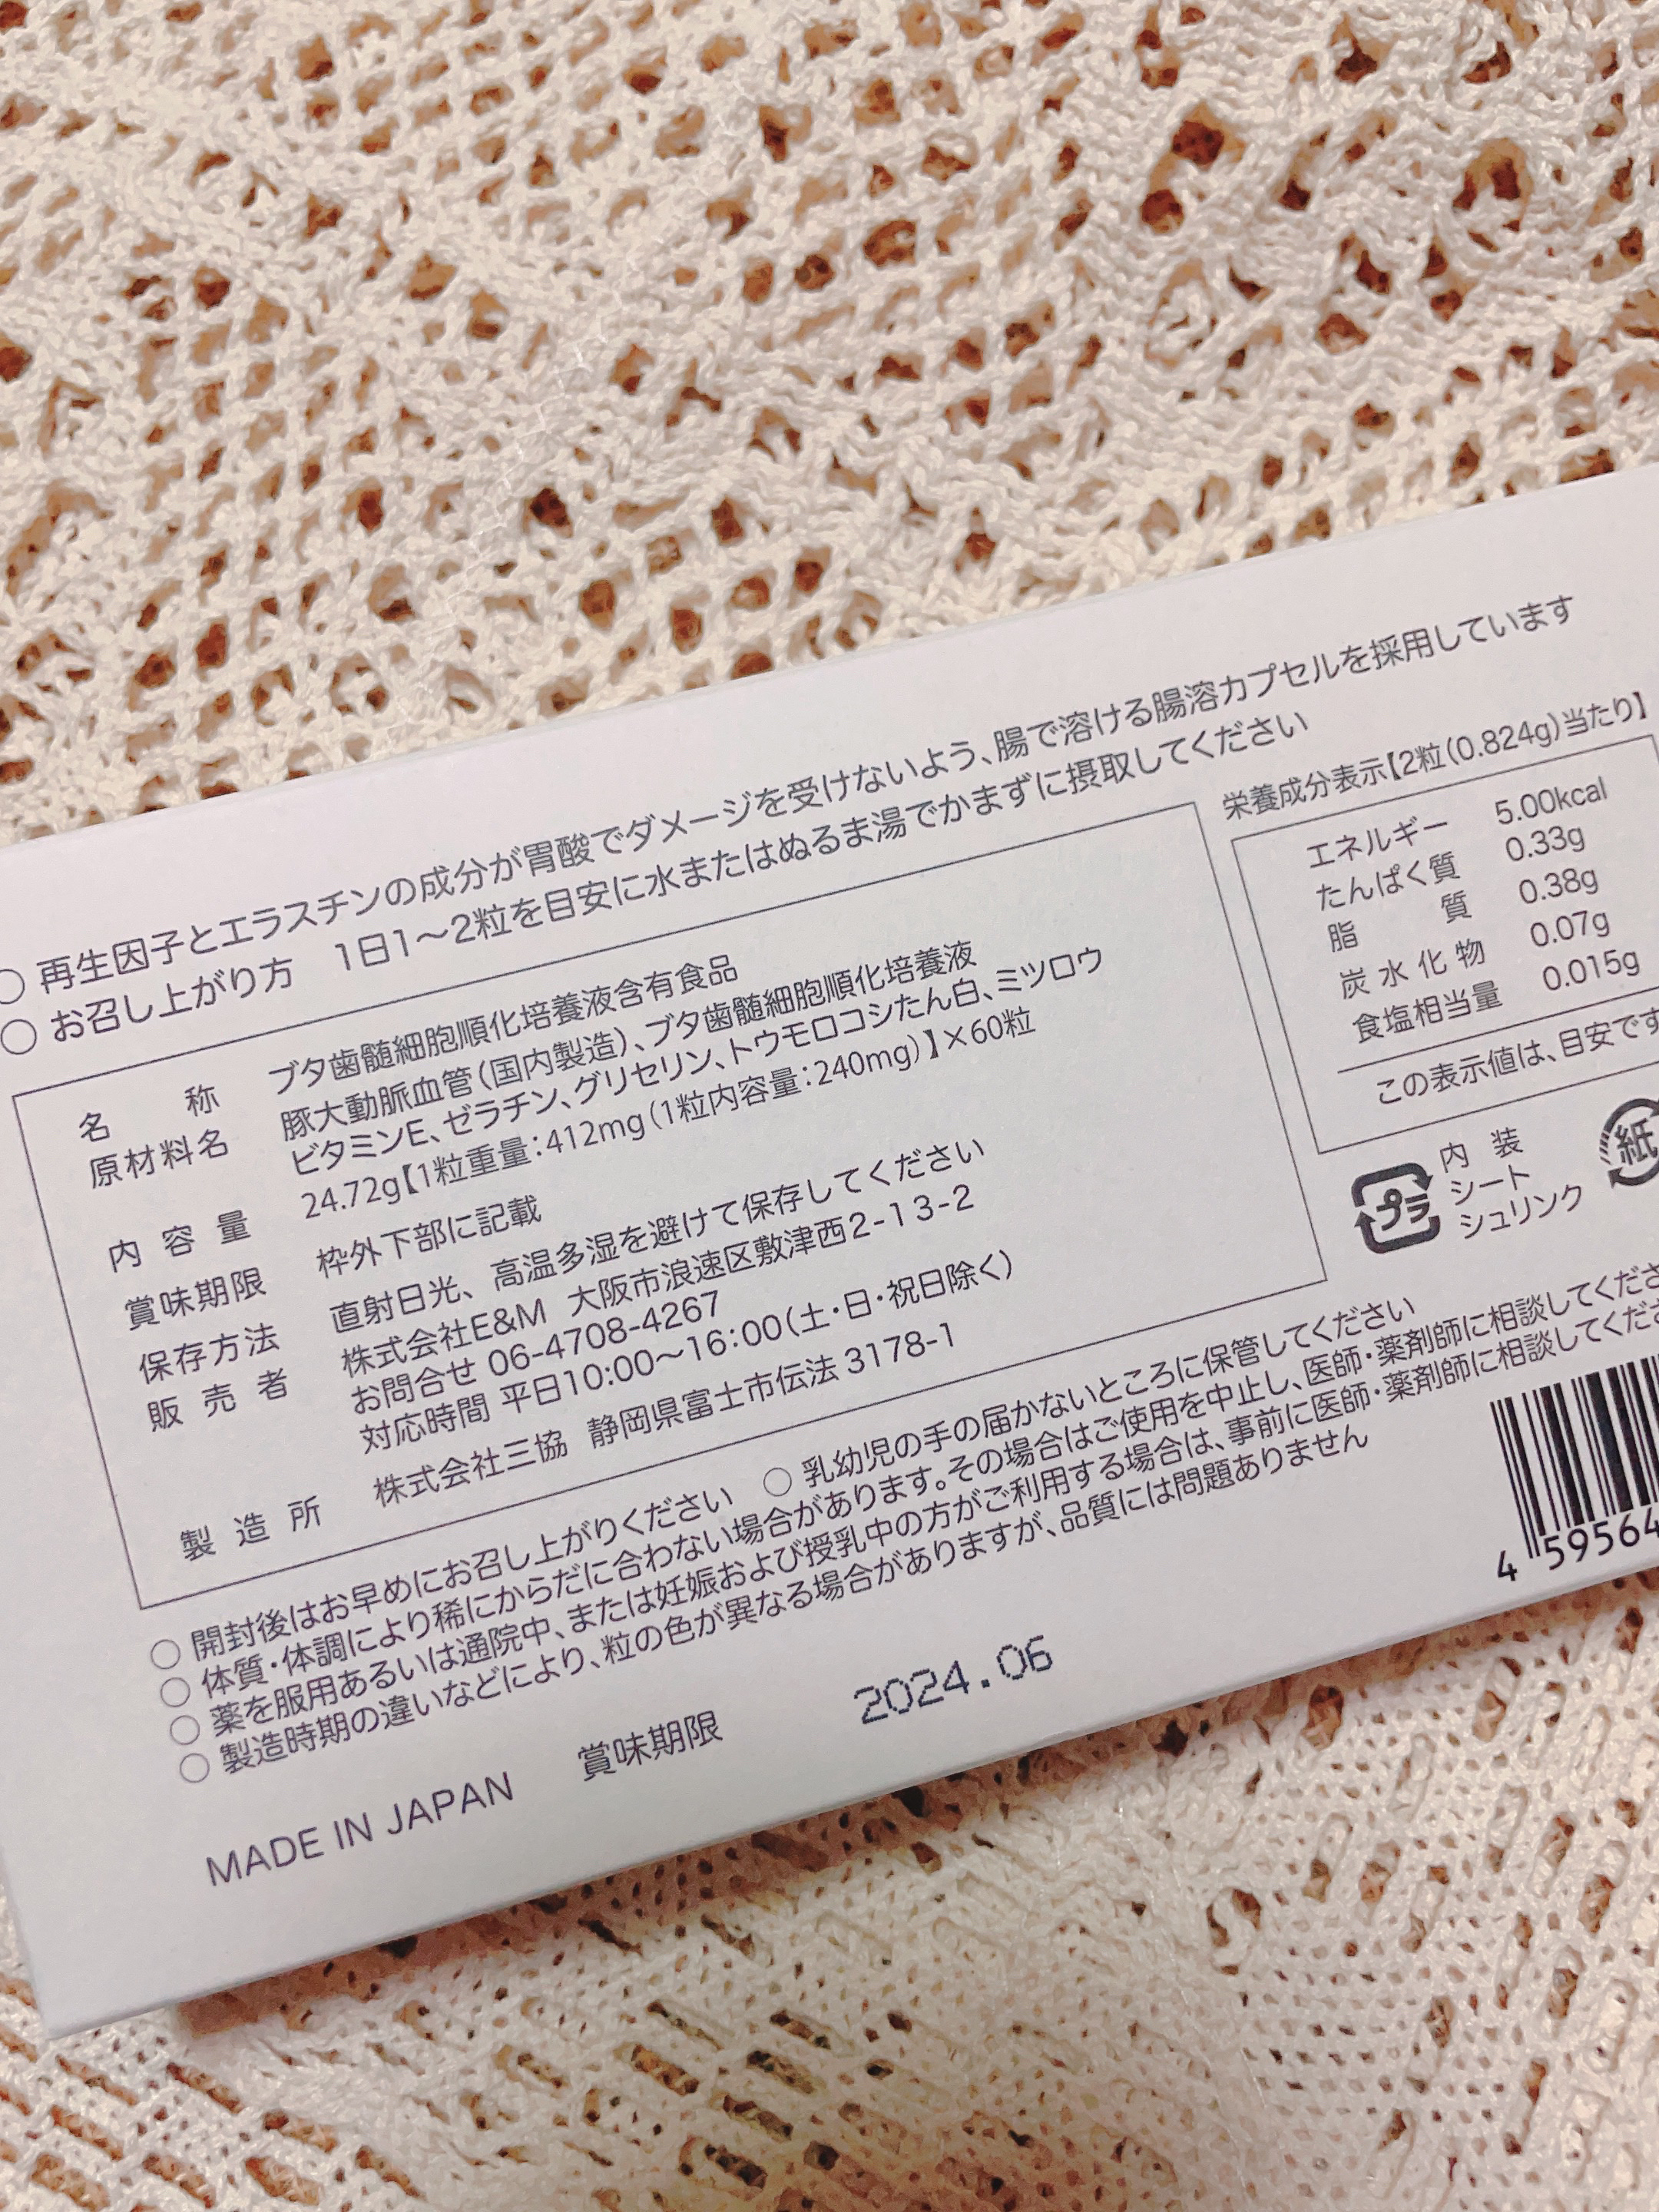 ○ 再生因子とエラスチンの成分が胃酸でダメージを受けないよう、腸で溶ける腸溶カプセルを採用しています
○ お召し上がり方　1日1〜2粒を目安に水またはぬるま湯でかまずに摂取してください
名称　ブタ歯髄細胞順化培養液含有食品
原材料名　豚大動脈血管(国内製造)、ブタ歯髄細胞順化培養液
ビタミンE、ゼラチン、グリセリン、トウモロコシたん白、ミツロウ
内容量　24.72g【1粒重量：412mg(1粒内容量：240mg)】×60粒
賞味期限　枠外下部に記載
保存方法　直射日光、高温多湿を避けて保存してください
販売者　株式会社E&M　大阪市浪速区敷津西2-13-2
お問合せ 06-4708-4267
対応時間 平日10:00〜16:00(土・日・祝日除く)
製造所　株式会社三協　静岡県富士市伝法 3178-1
栄養成分表示【2粒(0.824g)当たり】
エネルギー　5.00kcal
たんぱく質　0.33g
脂質　0.38g
炭水化物　0.07g
食塩相当量　0.015g
この表示値は、目安です
プラ
内装
シート
シュリンク
紙
○ 開封後はお早めにお召し上がりください　○ 乳幼児の手の届かないところに保管してください
○ 体質・体調により稀にからだに合わない場合があります。その場合はご使用を中止し、医師・薬剤師に相談してくださ
○ 薬を服用あるいは通院中、または妊娠および授乳中の方がご利用する場合は、事前に医師・薬剤師に相談してくださ
○ 製造時期の違いなどにより、粒の色が異なる場合がありますが、品質には問題ありません
4 59564
MADE IN JAPAN　賞味期限　2024.06